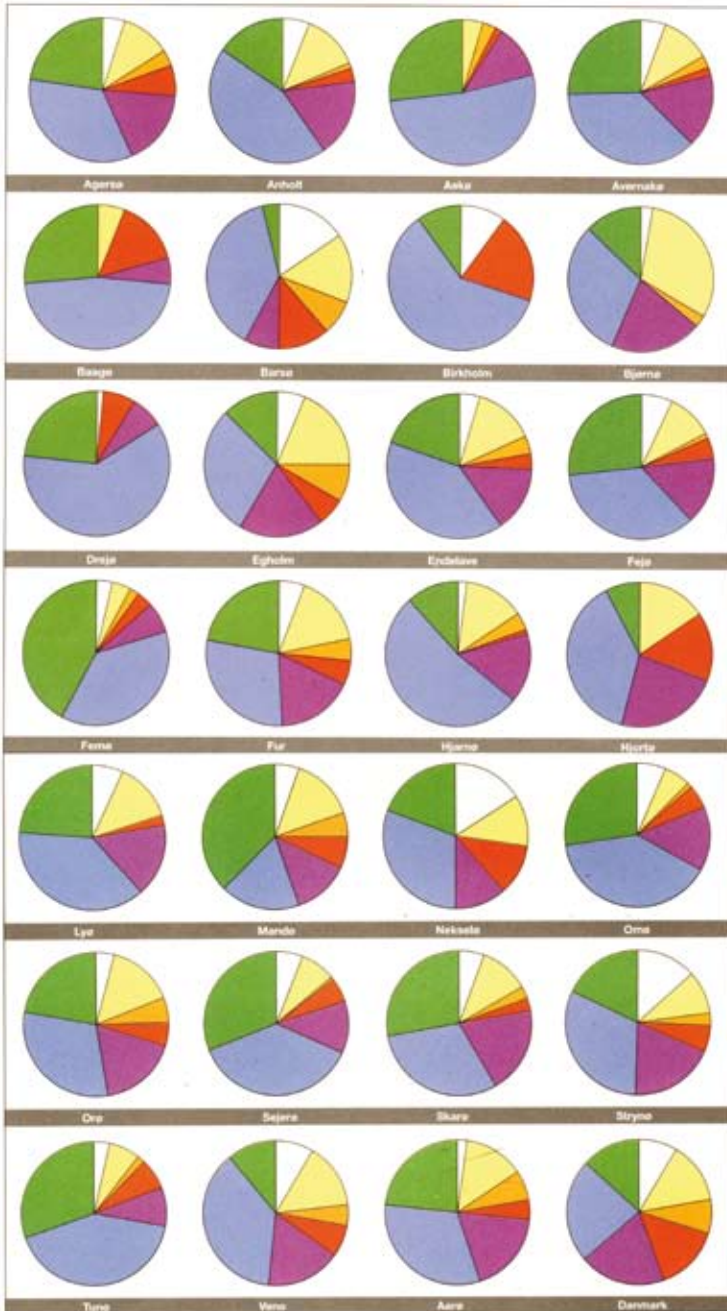 Agersø
Anholt
Askø
Avernakø
Baagø
Barsø
Birkholm
Bjørnø
Drejø
Egholm
Endelave
Fejø
Femø
Fur
Hjarnø
Hjortø
Lyø
Mandø
Nekselø
Omø
Orø
Sejerø
Skarø
Strynø
Tunø
Venø
Aarø
Danmark